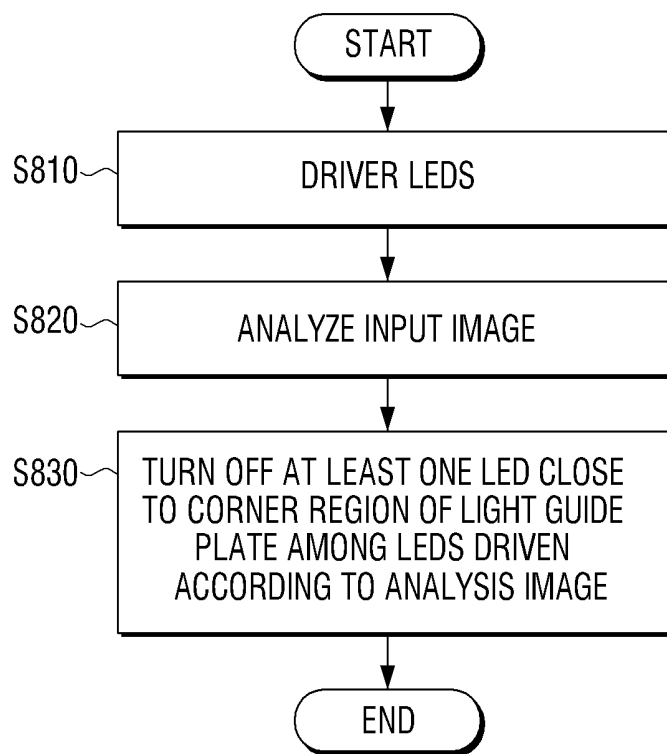 START
S810
DRIVER LEDS
S820
ANALYZE INPUT IMAGE
S830
TURN OFF AT LEAST ONE LED CLOSE
TO CORNER REGION OF LIGHT GUIDE
PLATE AMONG LEDS DRIVEN
ACCORDING TO ANALYSIS IMAGE
END